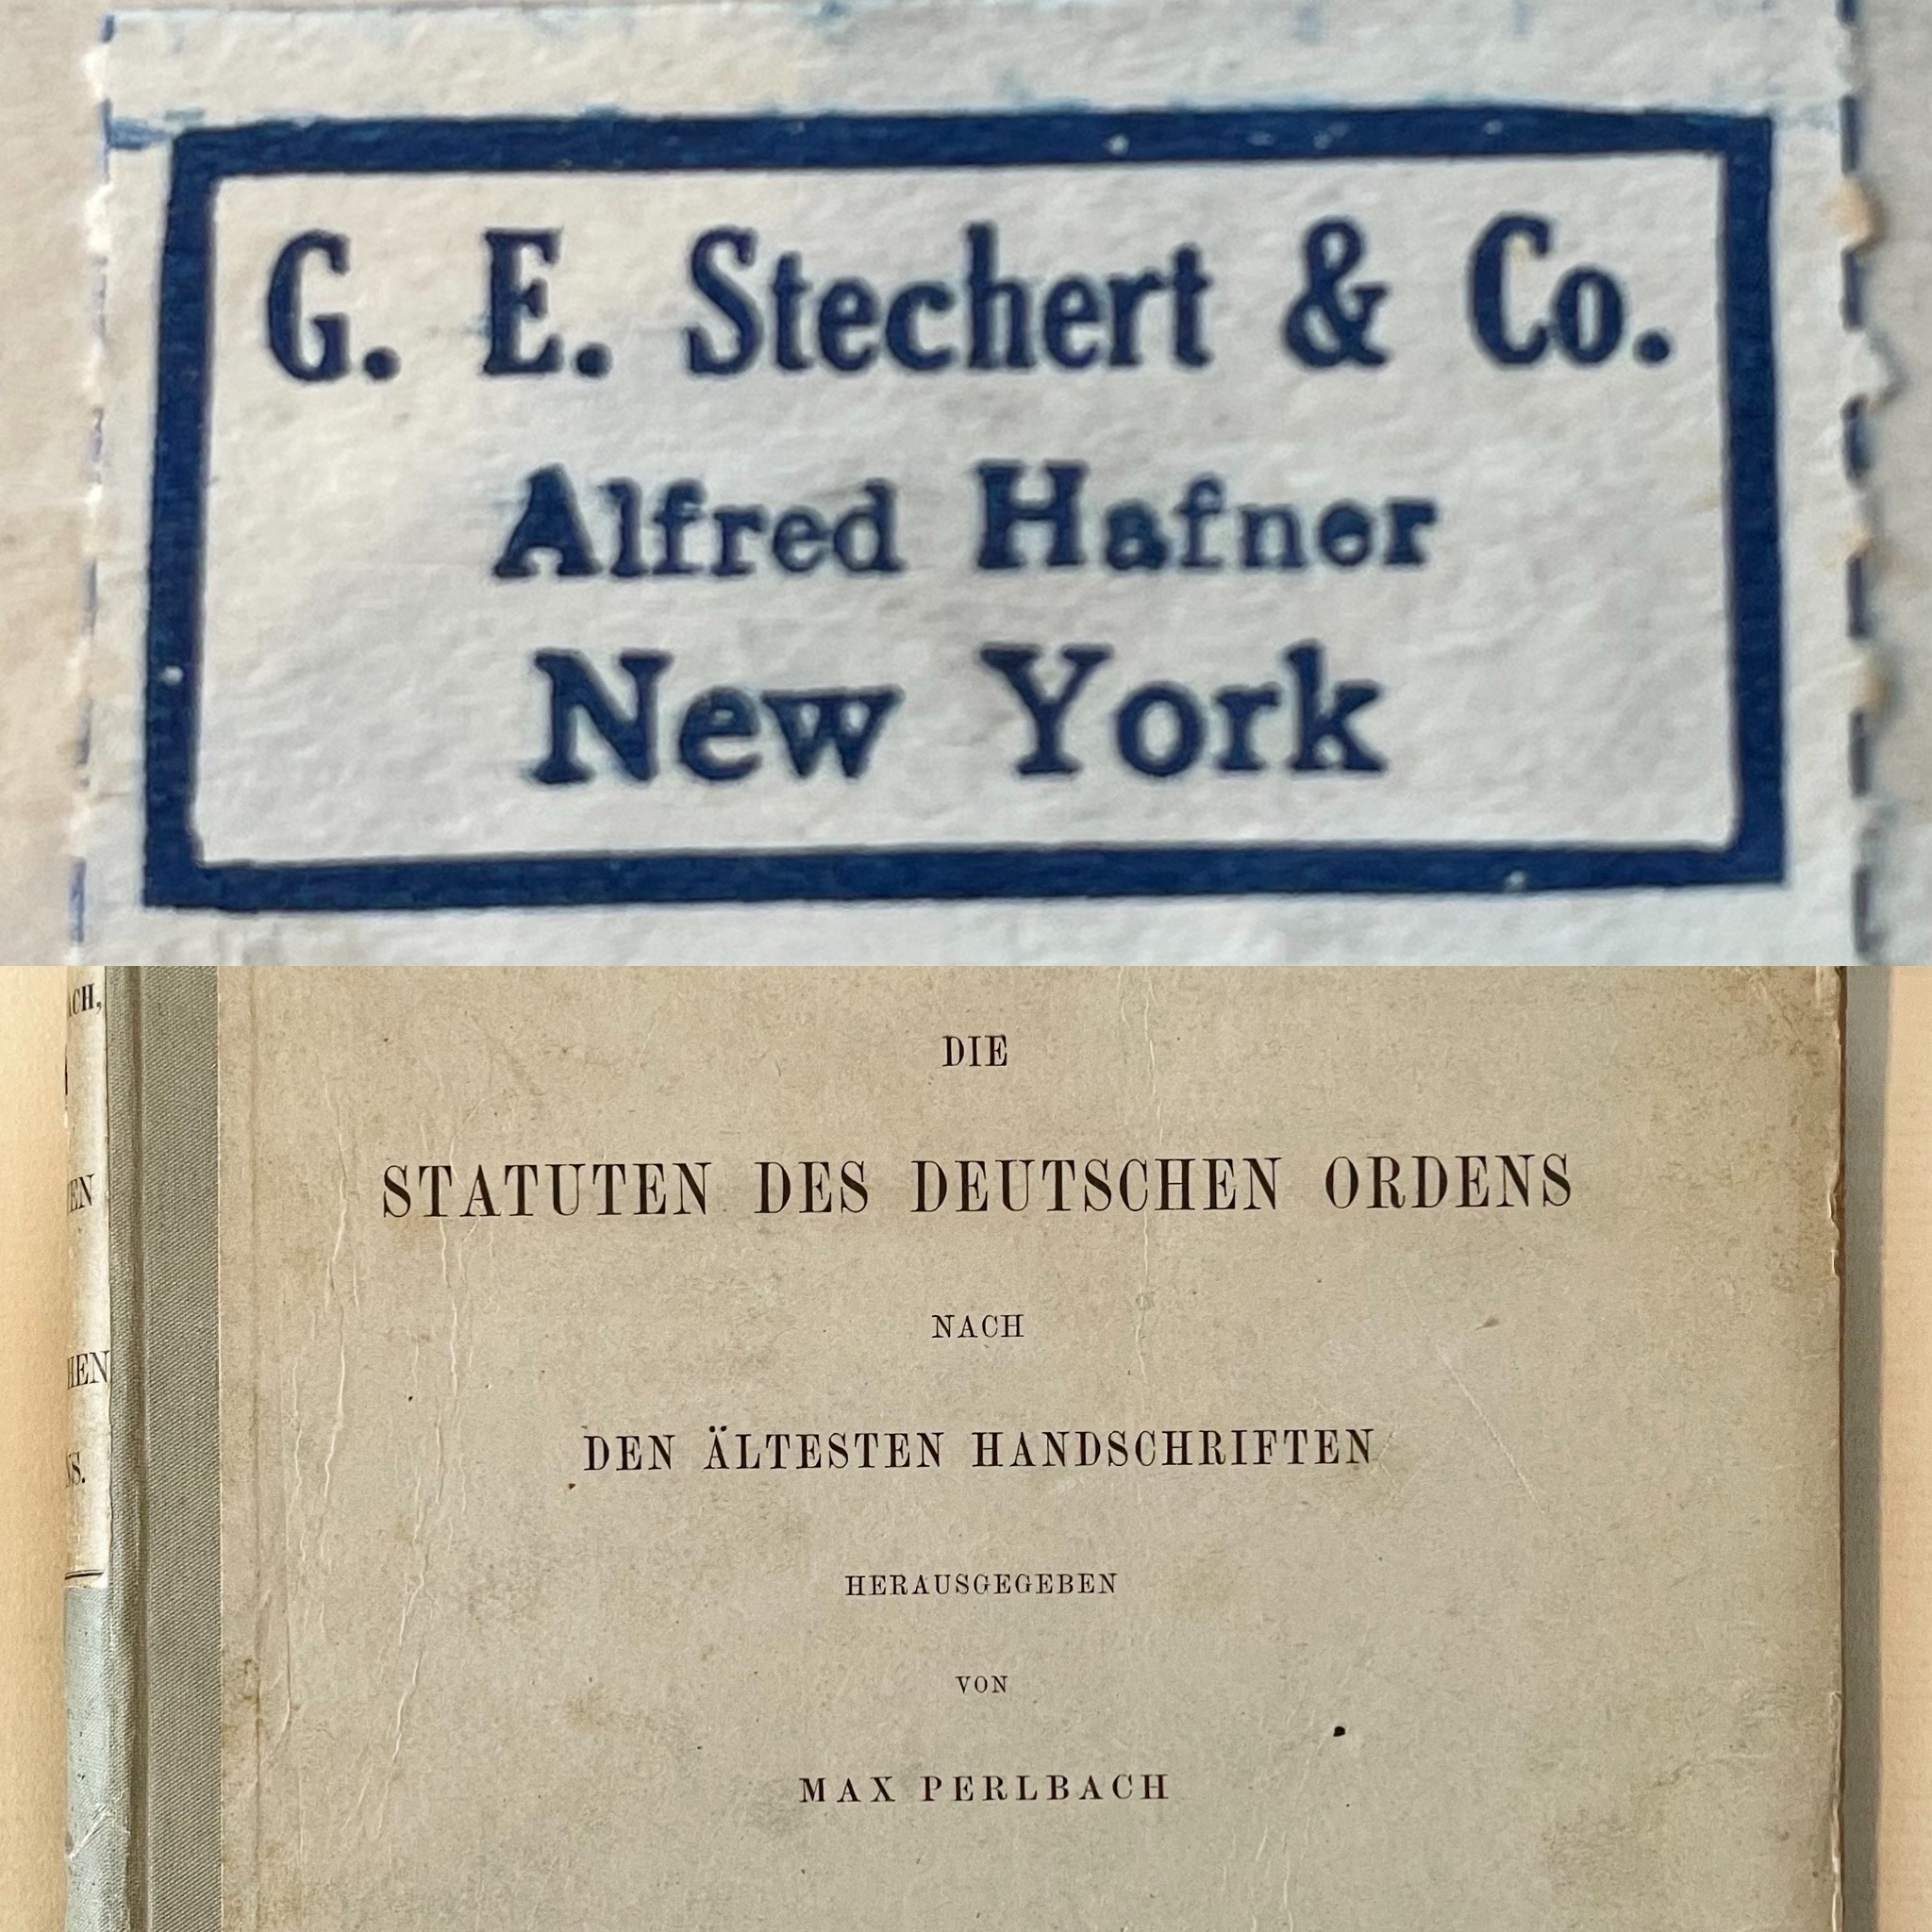 G. E. Stechert & Co.
Alfred Hafner
New York
DIE
STATUTEN DES DEUTSCHEN ORDENS
NACH
DEN ÄLTESTEN HANDSCHRIFTEN
HERAUSGEGEBEN
VON
MAX PERLBACH